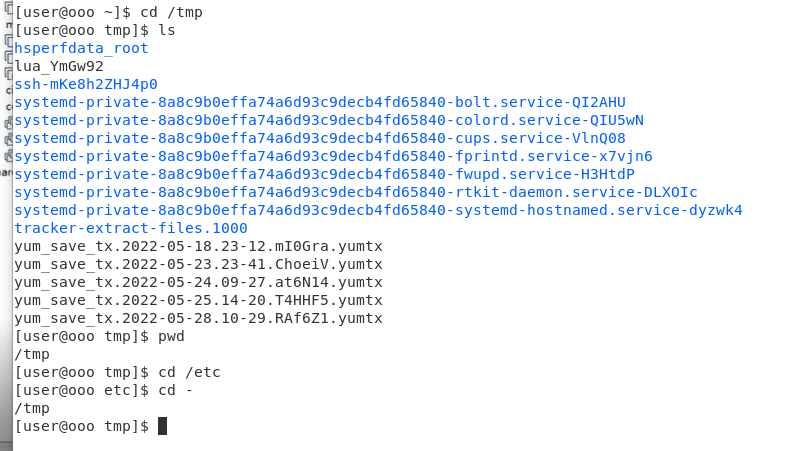 [user@ooo ~]$ cd /tmp
[user@ooo tmp]$ ls
hsperfdata_root
lua_YmGw92
ssh-mKe8h2ZHJ4p0
systemd-private-8a8c9b0effa74a6d93c9decb4fd65840-bolt.service-QI2AHU
systemd-private-8a8c9b0effa74a6d93c9decb4fd65840-colord.service-QIU5wN
systemd-private-8a8c9b0effa74a6d93c9decb4fd65840-cups.service-VlnQ08
systemd-private-8a8c9b0effa74a6d93c9decb4fd65840-fprintd.service-x7vjn6
systemd-private-8a8c9b0effa74a6d93c9decb4fd65840-fwupd.service-H3HtdP
systemd-private-8a8c9b0effa74a6d93c9decb4fd65840-rtkit-daemon.service-DLXOIc
systemd-private-8a8c9b0effa74a6d93c9decb4fd65840-systemd-hostnamed.service-dyzwk4
tracker-extract-files.1000
yum_save_tx.2022-05-18.23-12.mI0Gra.yumtx
yum_save_tx.2022-05-23.23-41.ChoeiV.yumtx
yum_save_tx.2022-05-24.09-27.at6N14.yumtx
yum_save_tx.2022-05-25.14-20.T4HHF5.yumtx
yum_save_tx.2022-05-28.10-29.RAf6Z1.yumtx
[user@ooo tmp]$ pwd
/tmp
[user@ooo tmp]$ cd /etc
[user@ooo etc]$ cd -
/tmp
[user@ooo tmp]$